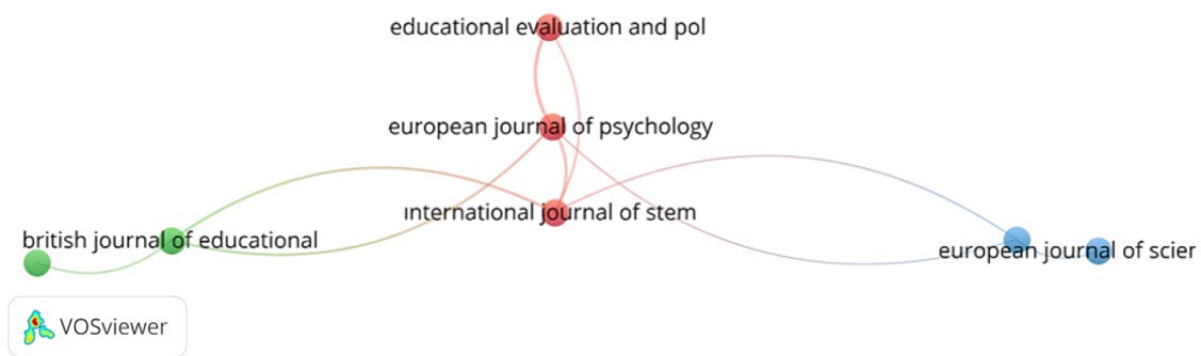 educational evaluation and pol
european journal of psychology
ınternational journal of stem
british journal of educational
european journal of scier
VOSviewer